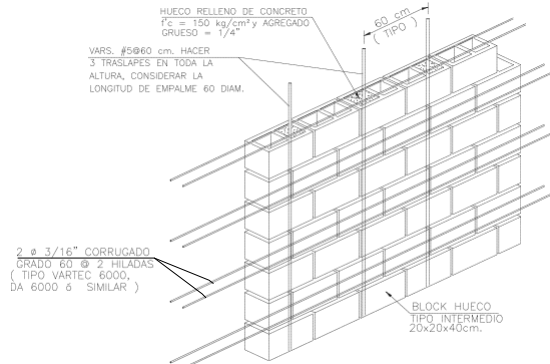 HUECO RELLENO DE CONCRETO
f'c = 150 kg/cm² y AGREGADO
GRUESO = 1/4"
60 cm
( TIPO )
VARS. #5@60 cm. HACER
3 TRASLAPES EN TODA LA
ALTURA, CONSIDERAR LA
LONGITUD DE EMPALME 60 DIAM.
2 ø 3/16" CORRUGADO
GRADO 60 @ 2 HILADAS
( TIPO VARTEC 6000,
DA 6000 ó SIMILAR )
BLOCK HUECO
TIPO INTERMEDIO
20x20x40cm.